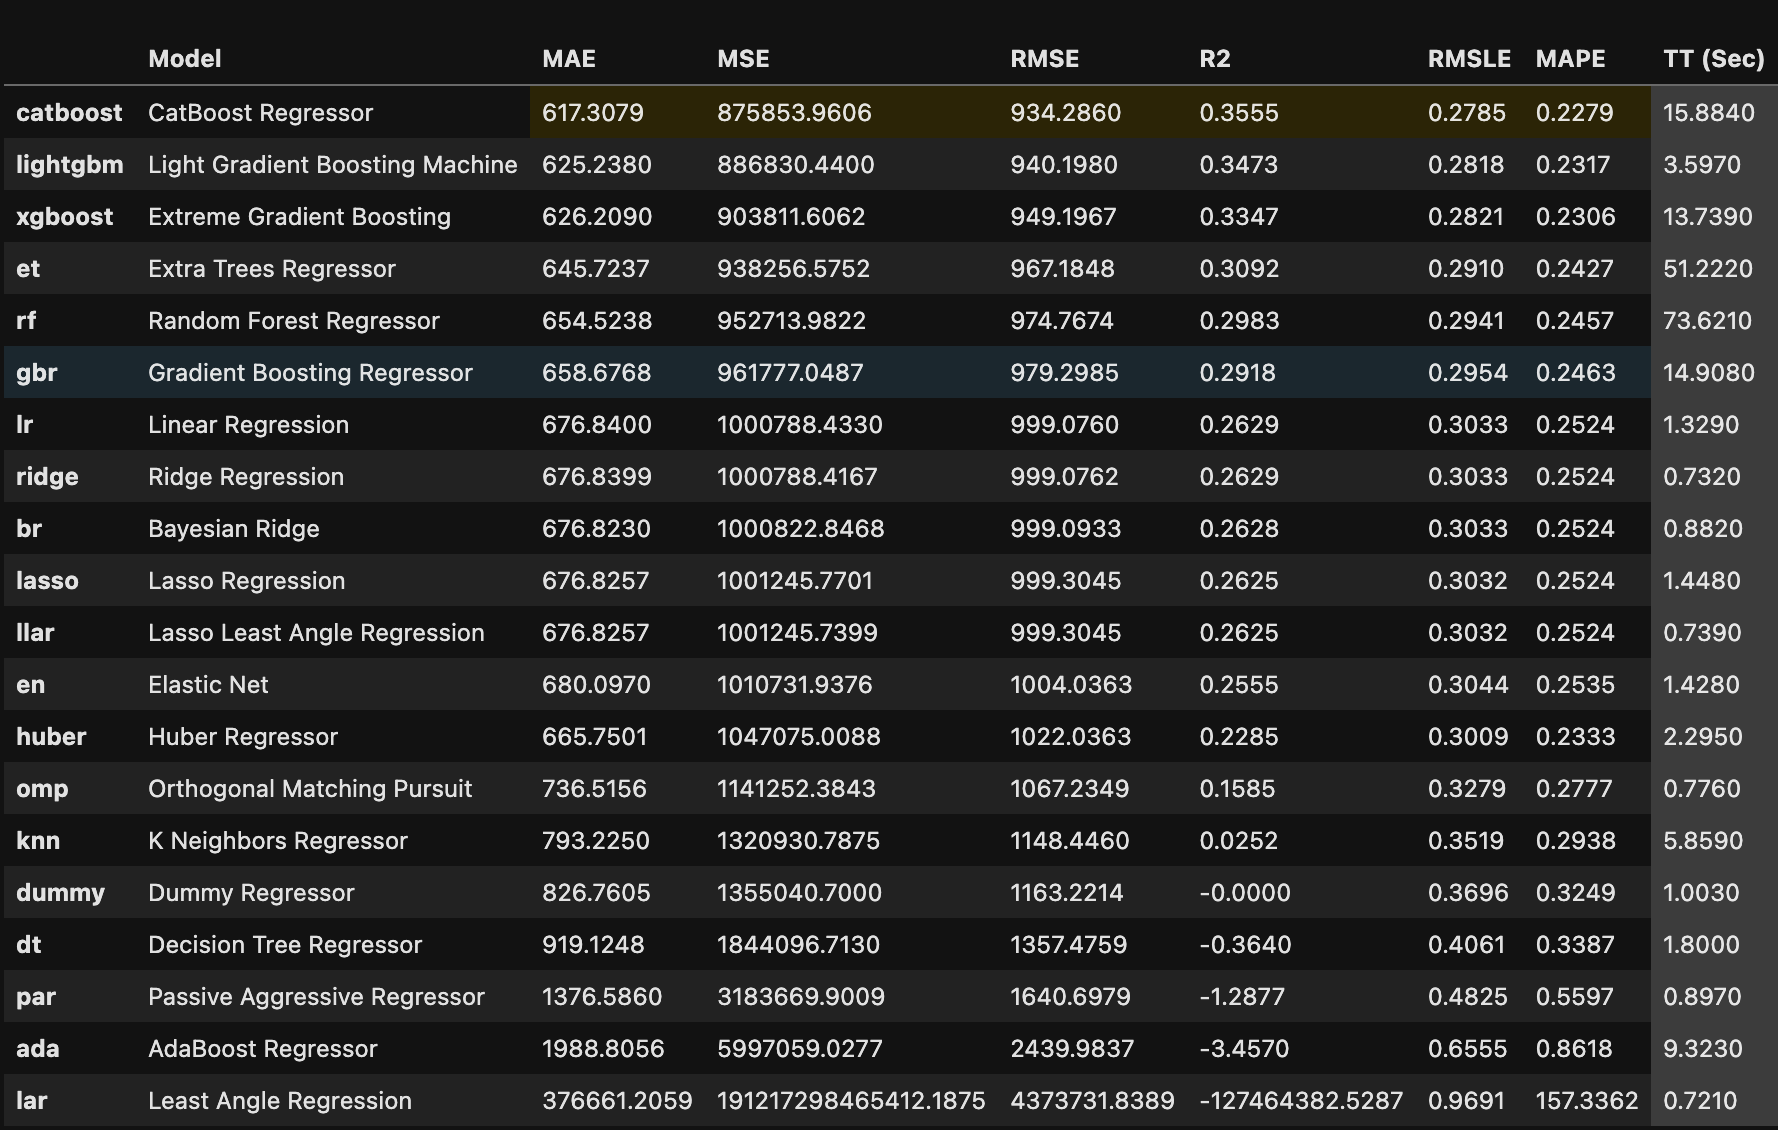 Model MAE MSE RMSE R2 RMSLE MAPE TT (Sec)
catboost CatBoost Regressor 617.3079 875853.9606 934.2860 0.3555 0.2785 0.2279 15.8840
lightgbm Light Gradient Boosting Machine 625.2380 886830.4400 940.1980 0.3473 0.2818 0.2317 3.5970
xgboost Extreme Gradient Boosting 626.2090 903811.6062 949.1967 0.3347 0.2821 0.2306 13.7390
et Extra Trees Regressor 645.7237 938256.5752 967.1848 0.3092 0.2910 0.2427 51.2220
rf Random Forest Regressor 654.5238 952713.9822 974.7674 0.2983 0.2941 0.2457 73.6210
gbr Gradient Boosting Regressor 658.6768 961777.0487 979.2985 0.2918 0.2954 0.2463 14.9080
lr Linear Regression 676.8400 1000788.4330 999.0760 0.2629 0.3033 0.2524 1.3290
ridge Ridge Regression 676.8399 1000788.4167 999.0762 0.2629 0.3033 0.2524 0.7320
br Bayesian Ridge 676.8230 1000822.8468 999.0933 0.2628 0.3033 0.2524 0.8820
lasso Lasso Regression 676.8257 1001245.7701 999.3045 0.2625 0.3032 0.2524 1.4480
llar Lasso Least Angle Regression 676.8257 1001245.7399 999.3045 0.2625 0.3032 0.2524 0.7390
en Elastic Net 680.0970 1010731.9376 1004.0363 0.2555 0.3044 0.2535 1.4280
huber Huber Regressor 665.7501 1047075.0088 1022.0363 0.2285 0.3009 0.2333 2.2950
omp Orthogonal Matching Pursuit 736.5156 1141252.3843 1067.2349 0.1585 0.3279 0.2777 0.7760
knn K Neighbors Regressor 793.2250 1320930.7875 1148.4460 0.0252 0.3519 0.2938 5.8590
dummy Dummy Regressor 826.7605 1355040.7000 1163.2214 -0.0000 0.3696 0.3249 1.0030
dt Decision Tree Regressor 919.1248 1844096.7130 1357.4759 -0.3640 0.4061 0.3387 1.8000
par Passive Aggressive Regressor 1376.5860 3183669.9009 1640.6979 -1.2877 0.4825 0.5597 0.8970
ada AdaBoost Regressor 1988.8056 5997059.0277 2439.9837 -3.4570 0.6555 0.8618 9.3230
lar Least Angle Regression 376661.2059 191217298465412.1875 4373731.8389 -127464382.5287 0.9691 157.3362 0.7210